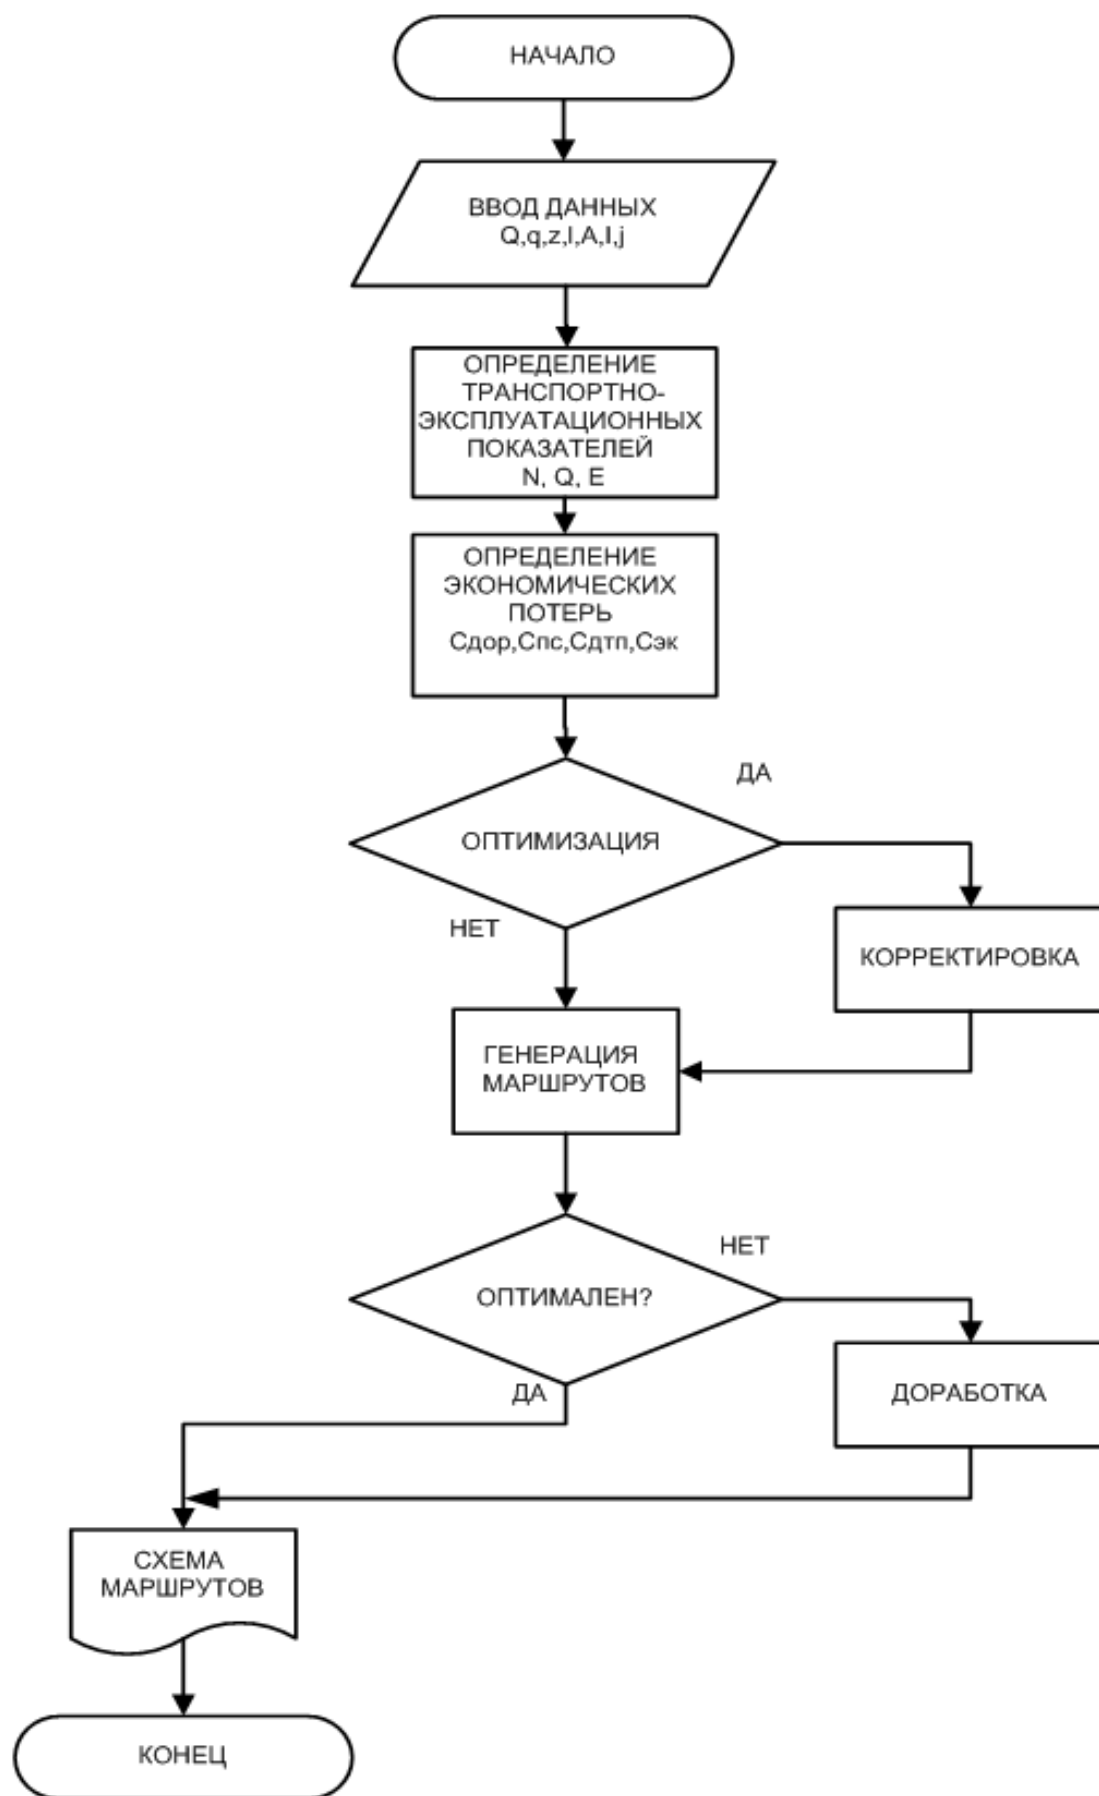 НАЧАЛО
ВВОД ДАННЫХ
Q,q,z,l,A,I,j
ОПРЕДЕЛЕНИЕ
ТРАНСПОРТНО-
ЭКСПЛУАТАЦИОННЫХ
ПОКАЗАТЕЛЕЙ
N, Q, E
ОПРЕДЕЛЕНИЕ
ЭКОНОМИЧЕСКИХ
ПОТЕРЬ
Сдор,Спс,Сдтп,Сэк
ДА
ОПТИМИЗАЦИЯ
НЕТ
КОРРЕКТИРОВКА
ГЕНЕРАЦИЯ
МАРШРУТОВ
НЕТ
ОПТИМАЛЕН?
ДА
ДОРАБОТКА
СХЕМА
МАРШРУТОВ
КОНЕЦ